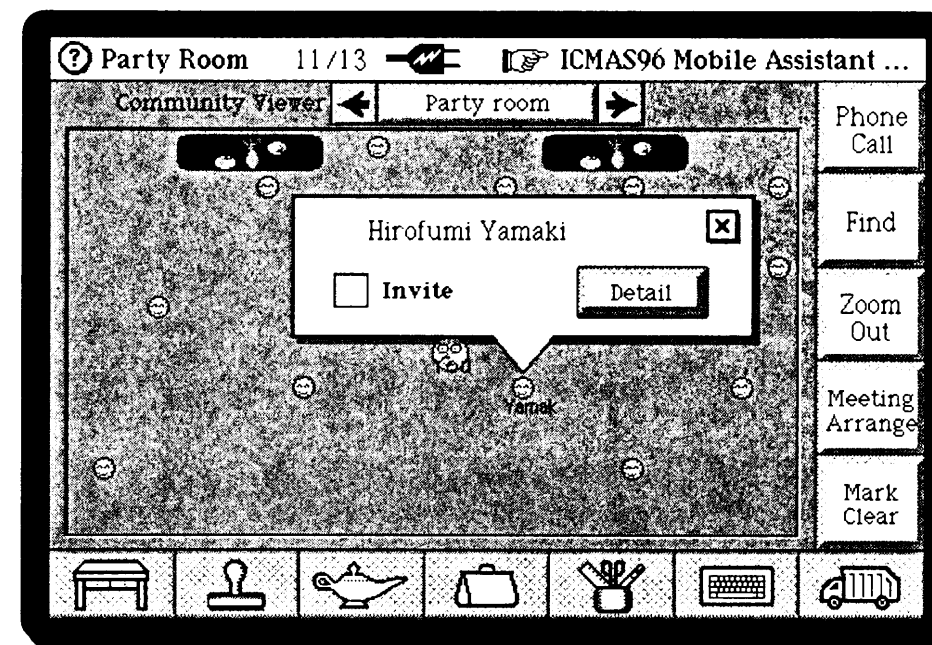 ? Party Room 11/13 ICMAS96 Mobile Assistant ...
Community Viewer Party room
Phone
Call
Hirofumi Yamaki
Invite Detail
Find
Zoom
Out
Yamak
Meeting
Arrange
Mark
Clear